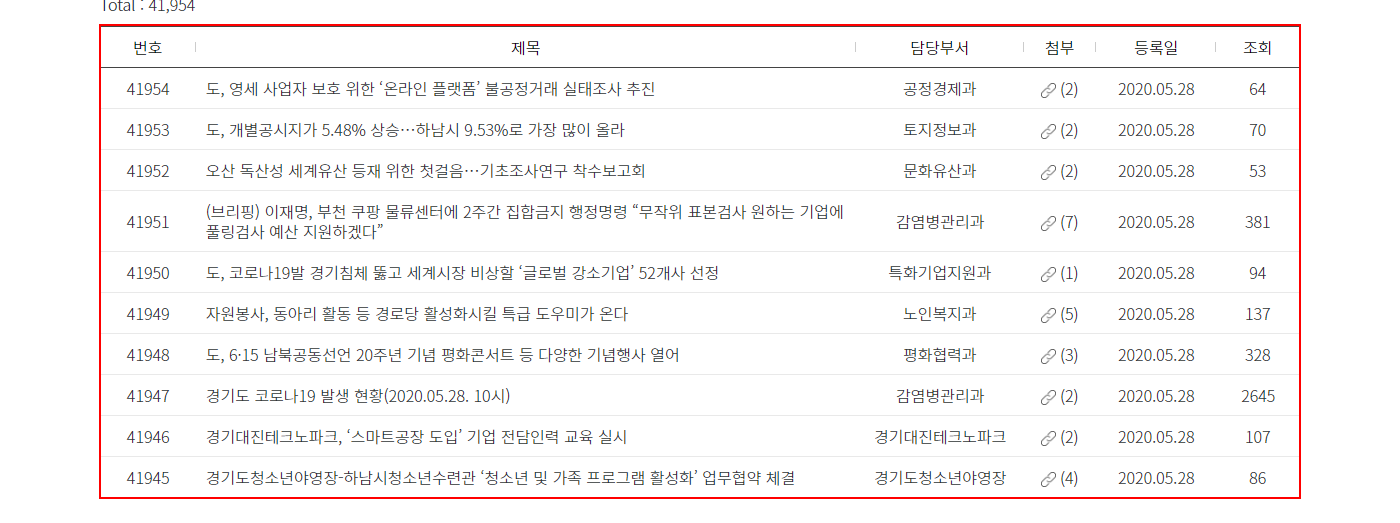 Total : 41,954
번호 제목 담당부서 첨부 등록일 조회
41954 도, 영세 사업자 보호 위한 ‘온라인 플랫폼’ 불공정거래 실태조사 추진 공정경제과 (2) 2020.05.28 64
41953 도, 개별공시지가 5.48% 상승…하남시 9.53%로 가장 많이 올라 토지정보과 (2) 2020.05.28 70
41952 오산 독산성 세계유산 등재 위한 첫걸음…기초조사연구 착수보고회 문화유산과 (2) 2020.05.28 53
41951 (브리핑) 이재명, 부천 쿠팡 물류센터에 2주간 집합금지 행정명령 “무작위 표본검사 원하는 기업에
풀링검사 예산 지원하겠다” 감염병관리과 (7) 2020.05.28 381
41950 도, 코로나19발 경기침체 뚫고 세계시장 비상할 ‘글로벌 강소기업’ 52개사 선정 특화기업지원과 (1) 2020.05.28 94
41949 자원봉사, 동아리 활동 등 경로당 활성화시킬 특급 도우미가 온다 노인복지과 (5) 2020.05.28 137
41948 도, 6·15 남북공동선언 20주년 기념 평화콘서트 등 다양한 기념행사 열어 평화협력과 (3) 2020.05.28 328
41947 경기도 코로나19 발생 현황(2020.05.28. 10시) 감염병관리과 (2) 2020.05.28 2645
41946 경기대진테크노파크, ‘스마트공장 도입’ 기업 전담인력 교육 실시 경기대진테크노파크 (2) 2020.05.28 107
41945 경기도청소년야영장-하남시청소년수련관 ‘청소년 및 가족 프로그램 활성화’ 업무협약 체결 경기도청소년야영장 (4) 2020.05.28 86